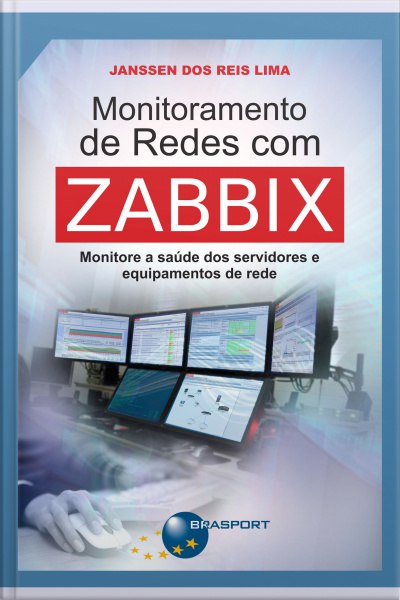 JANSSEN DOS REIS LIMA
Monitoramento
de Redes com
ZABBIX
Monitore a saúde dos servidores e
equipamentos de rede
BRASPORT